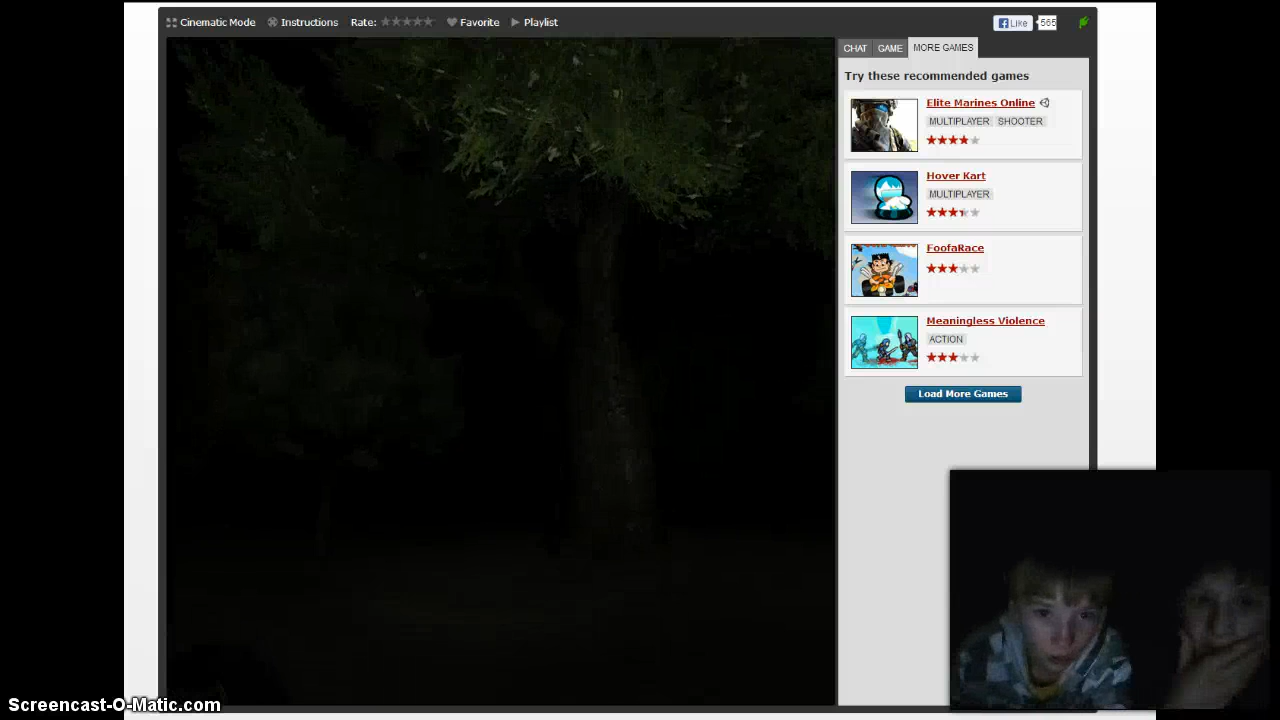 Cinematic Mode Instructions Rate: Favorite Playlist
Like 565
CHAT GAME MORE GAMES
Try these recommended games
Elite Marines Online
MULTIPLAYER SHOOTER
Hover Kart
MULTIPLAYER
FoofaRace
Meaningless Violence
ACTION
Load More Games
Screencast-O-Matic.com